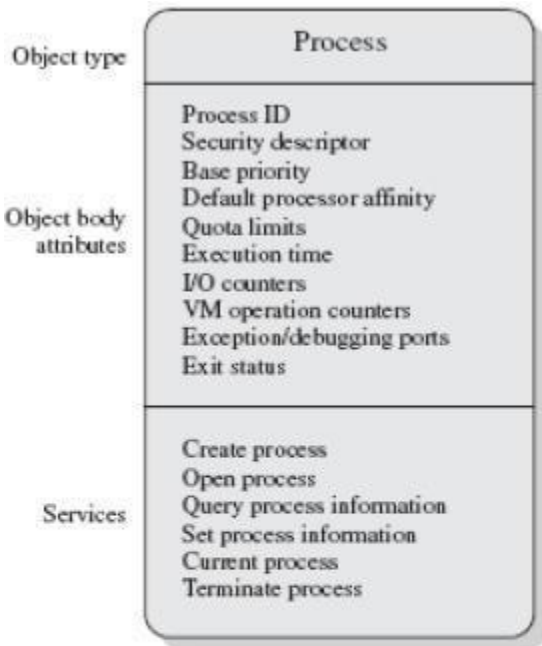 Object type
Process
Object body
attributes
Process ID
Security descriptor
Base priority
Default processor affinity
Quota limits
Execution time
I/O counters
VM operation counters
Exception/debugging ports
Exit status
Services
Create process
Open process
Query process information
Set process information
Current process
Terminate process